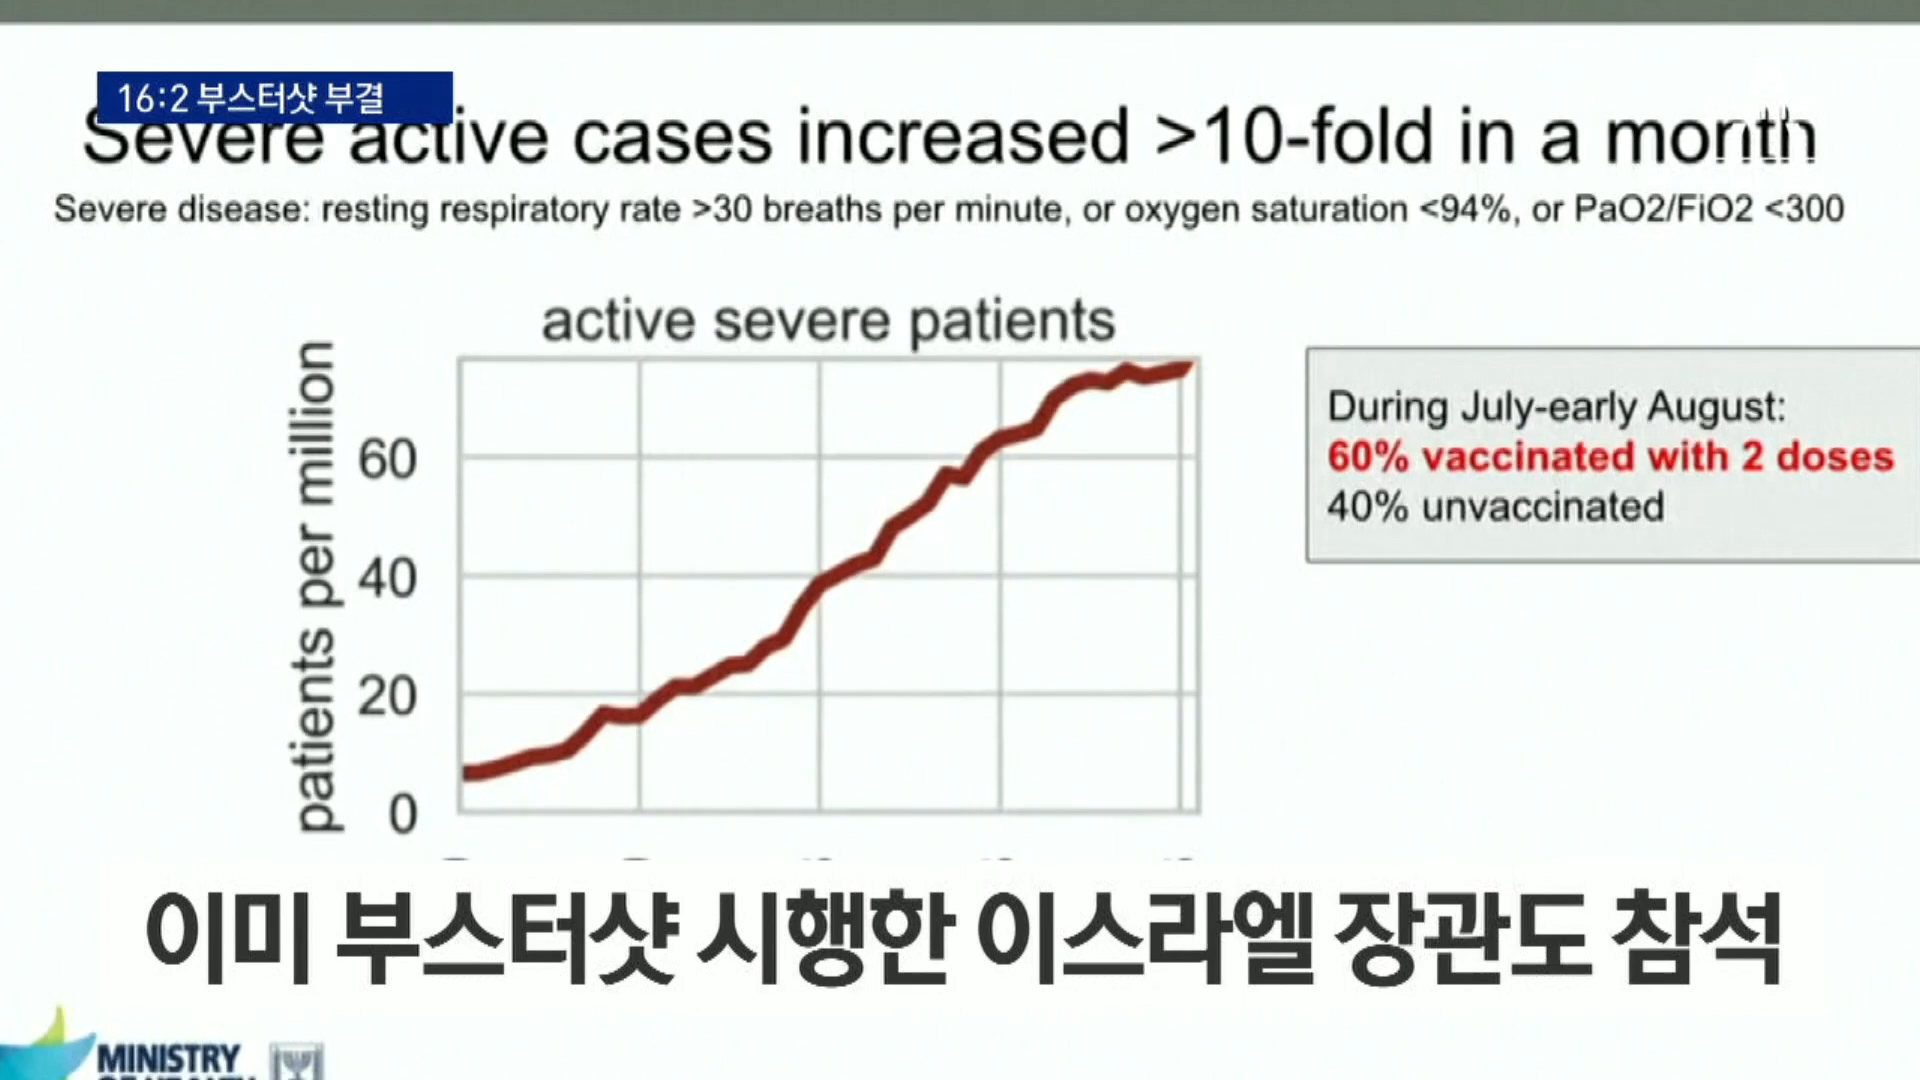 16:2 부스터샷 부결
Severe active cases increased >10-fold in a month
Severe disease: resting respiratory rate >30 breaths per minute, or oxygen saturation <94%, or PaO2/FiO2 <300
active severe patients
patients per million
60
40
20
0
During July-early August:
60% vaccinated with 2 doses
40% unvaccinated
이미 부스터샷 시행한 이스라엘 장관도 참석
MINISTRY